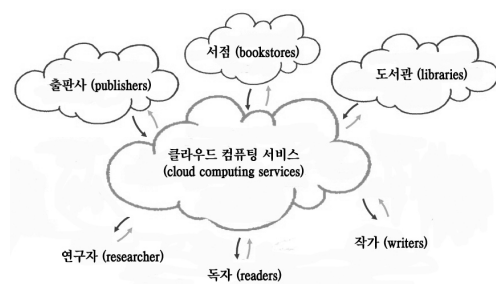 서점 (bookstores)
출판사 (publishers)
도서관 (libraries)
클라우드 컴퓨팅 서비스
(cloud computing services)
연구자 (researcher)
독자 (readers)
작가 (writers)